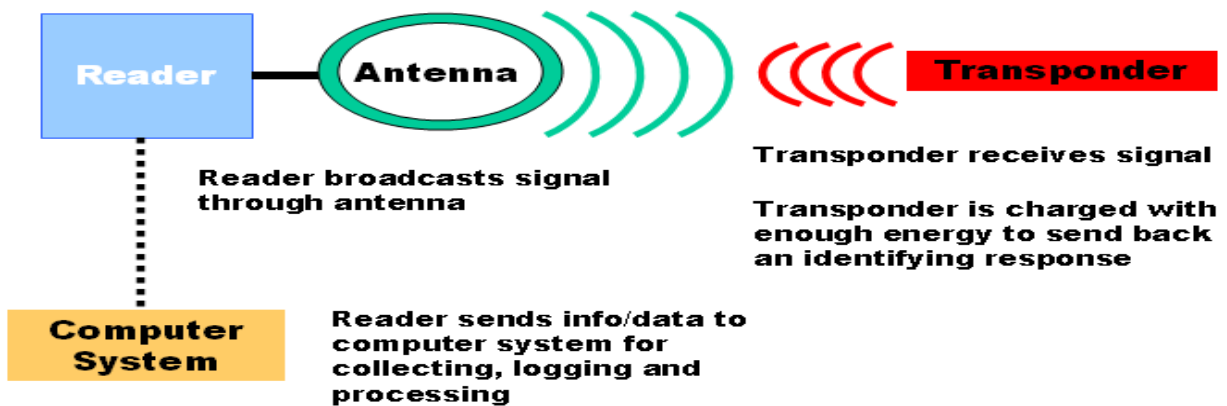 Reader
Antenna
Transponder
Reader broadcasts signal
through antenna
Transponder receives signal
Transponder is charged with
enough energy to send back
an identifying response
Computer
System
Reader sends info/data to
computer system for
collecting, logging and
processing